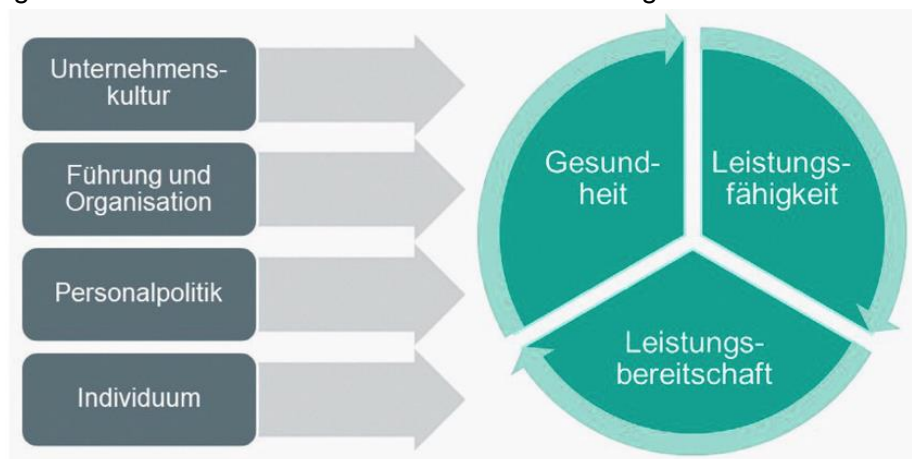 Unternehmens-
kultur
Führung und
Organisation
Personalpolitik
Individuum
Gesund-
heit
Leistungs-
fähigkeit
Leistungs-
bereitschaft